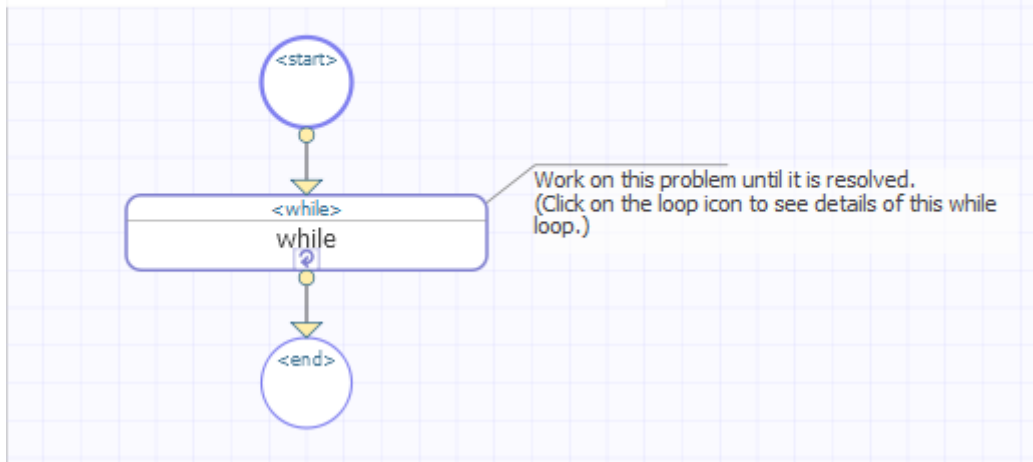 <start>
<while>
while
Work on this problem until it is resolved.
(Click on the loop icon to see details of this while
loop.)
<end>